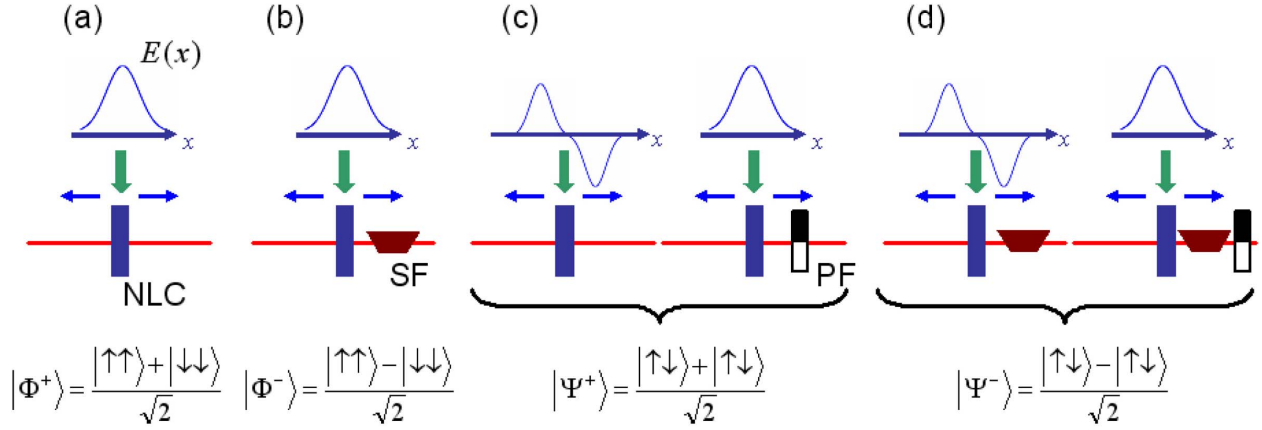 (a) (b) (c) (d)
E(x)
x x x x x x
NLC SF PF
|Φ⁺⟩ = (|↑↑⟩+|↓↓⟩)/√2 |Φ⁻⟩ = (|↑↑⟩−|↓↓⟩)/√2 |Ψ⁺⟩ = (|↑↓⟩+|↑↓⟩)/√2 |Ψ⁻⟩ = (|↑↓⟩−|↑↓⟩)/√2